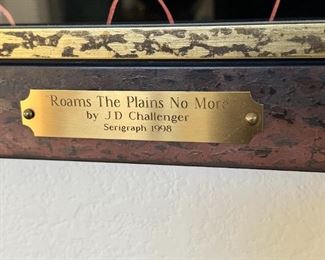 "Roams The Plains No More"
by J D Challenger
Serigraph 1998